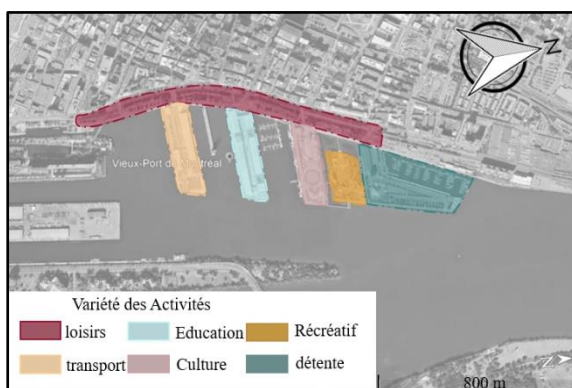 N
Vieux-Port de Montréal
Variété des Activités
loisirs
Education
Récréatif
transport
Culture
détente
N
800 m